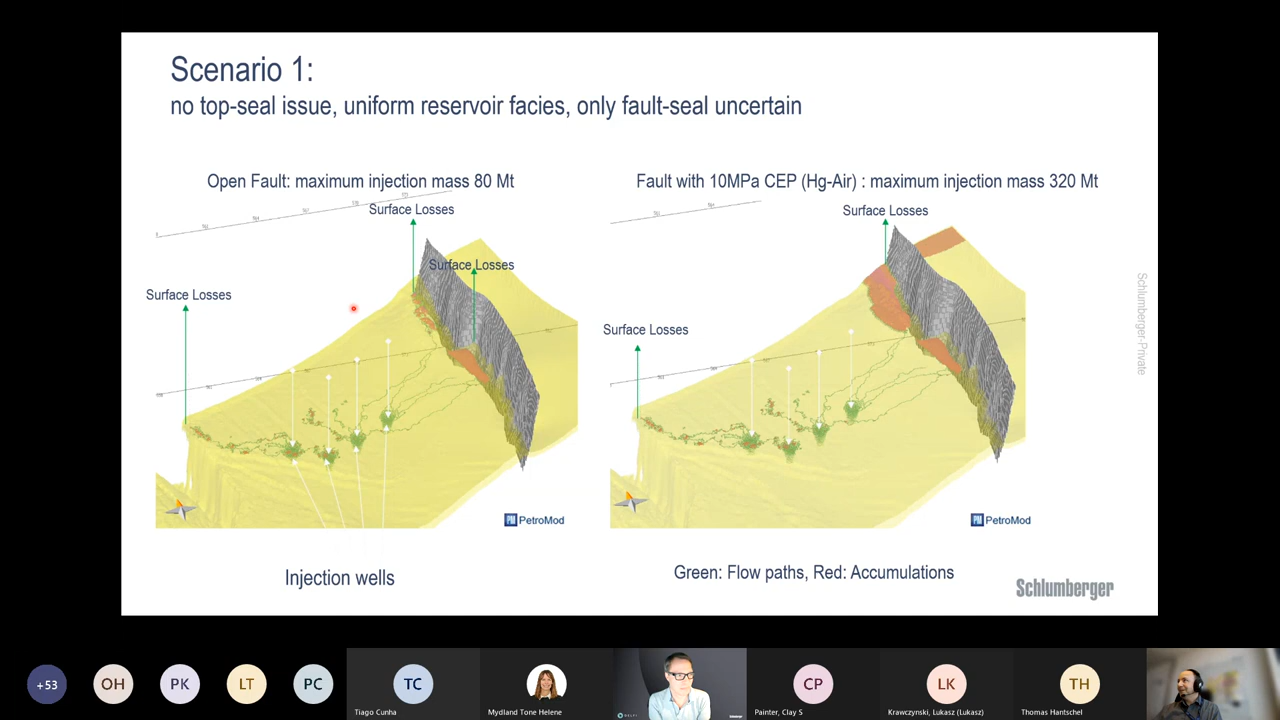 Scenario 1:
no top-seal issue, uniform reservoir facies, only fault-seal uncertain
Open Fault: maximum injection mass 80 Mt
Fault with 10MPa CEP (Hg-Air) : maximum injection mass 320 Mt
Surface Losses
Surface Losses
Surface Losses
Surface Losses
Surface Losses
PetroMod
PetroMod
Injection wells
Green: Flow paths, Red: Accumulations
Schlumberger
Schlumberger-Private
+53
OH
PK
LT
PC
TC
CP
LK
TH
Tiago Cunha
Mydland Tone Helene
Painter, Clay S
Krawczynski, Lukasz (Lukasz)
Thomas Hantschel